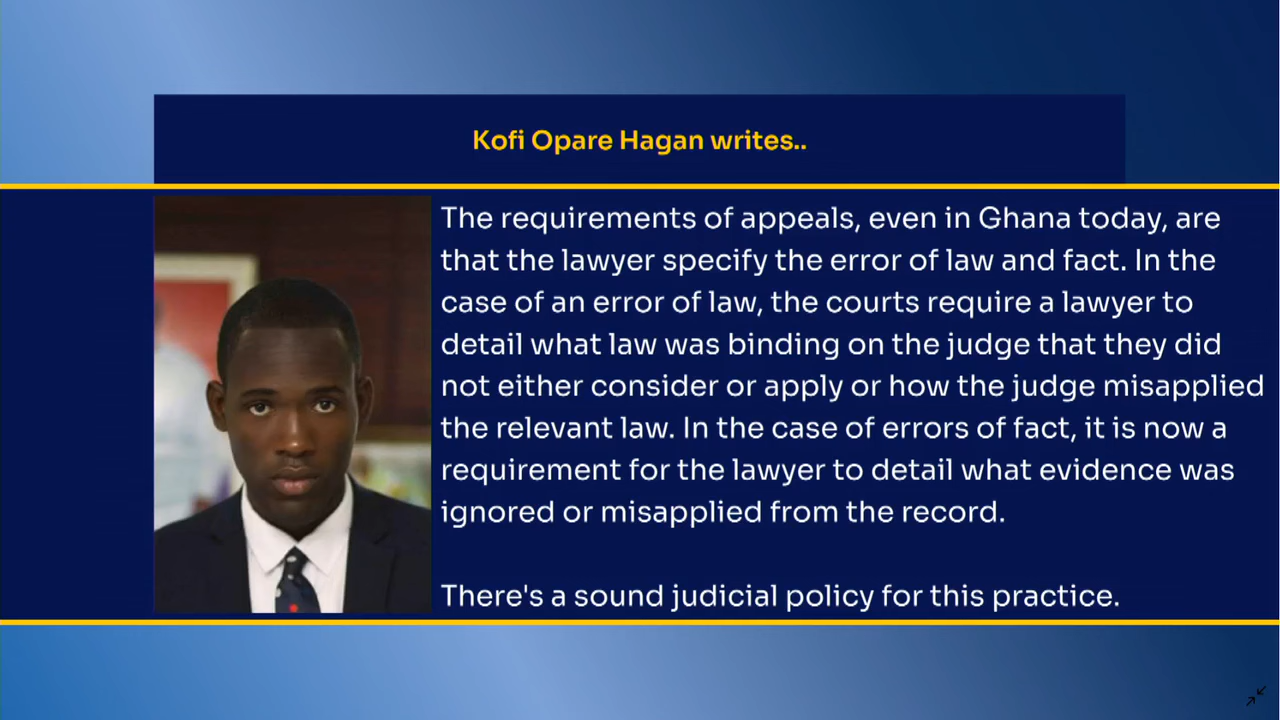 Kofi Opare Hagan writes..
The requirements of appeals, even in Ghana today, are
that the lawyer specify the error of law and fact. In the
case of an error of law, the courts require a lawyer to
detail what law was binding on the judge that they did
not either consider or apply or how the judge misapplied
the relevant law. In the case of errors of fact, it is now a
requirement for the lawyer to detail what evidence was
ignored or misapplied from the record.
There's a sound judicial policy for this practice.